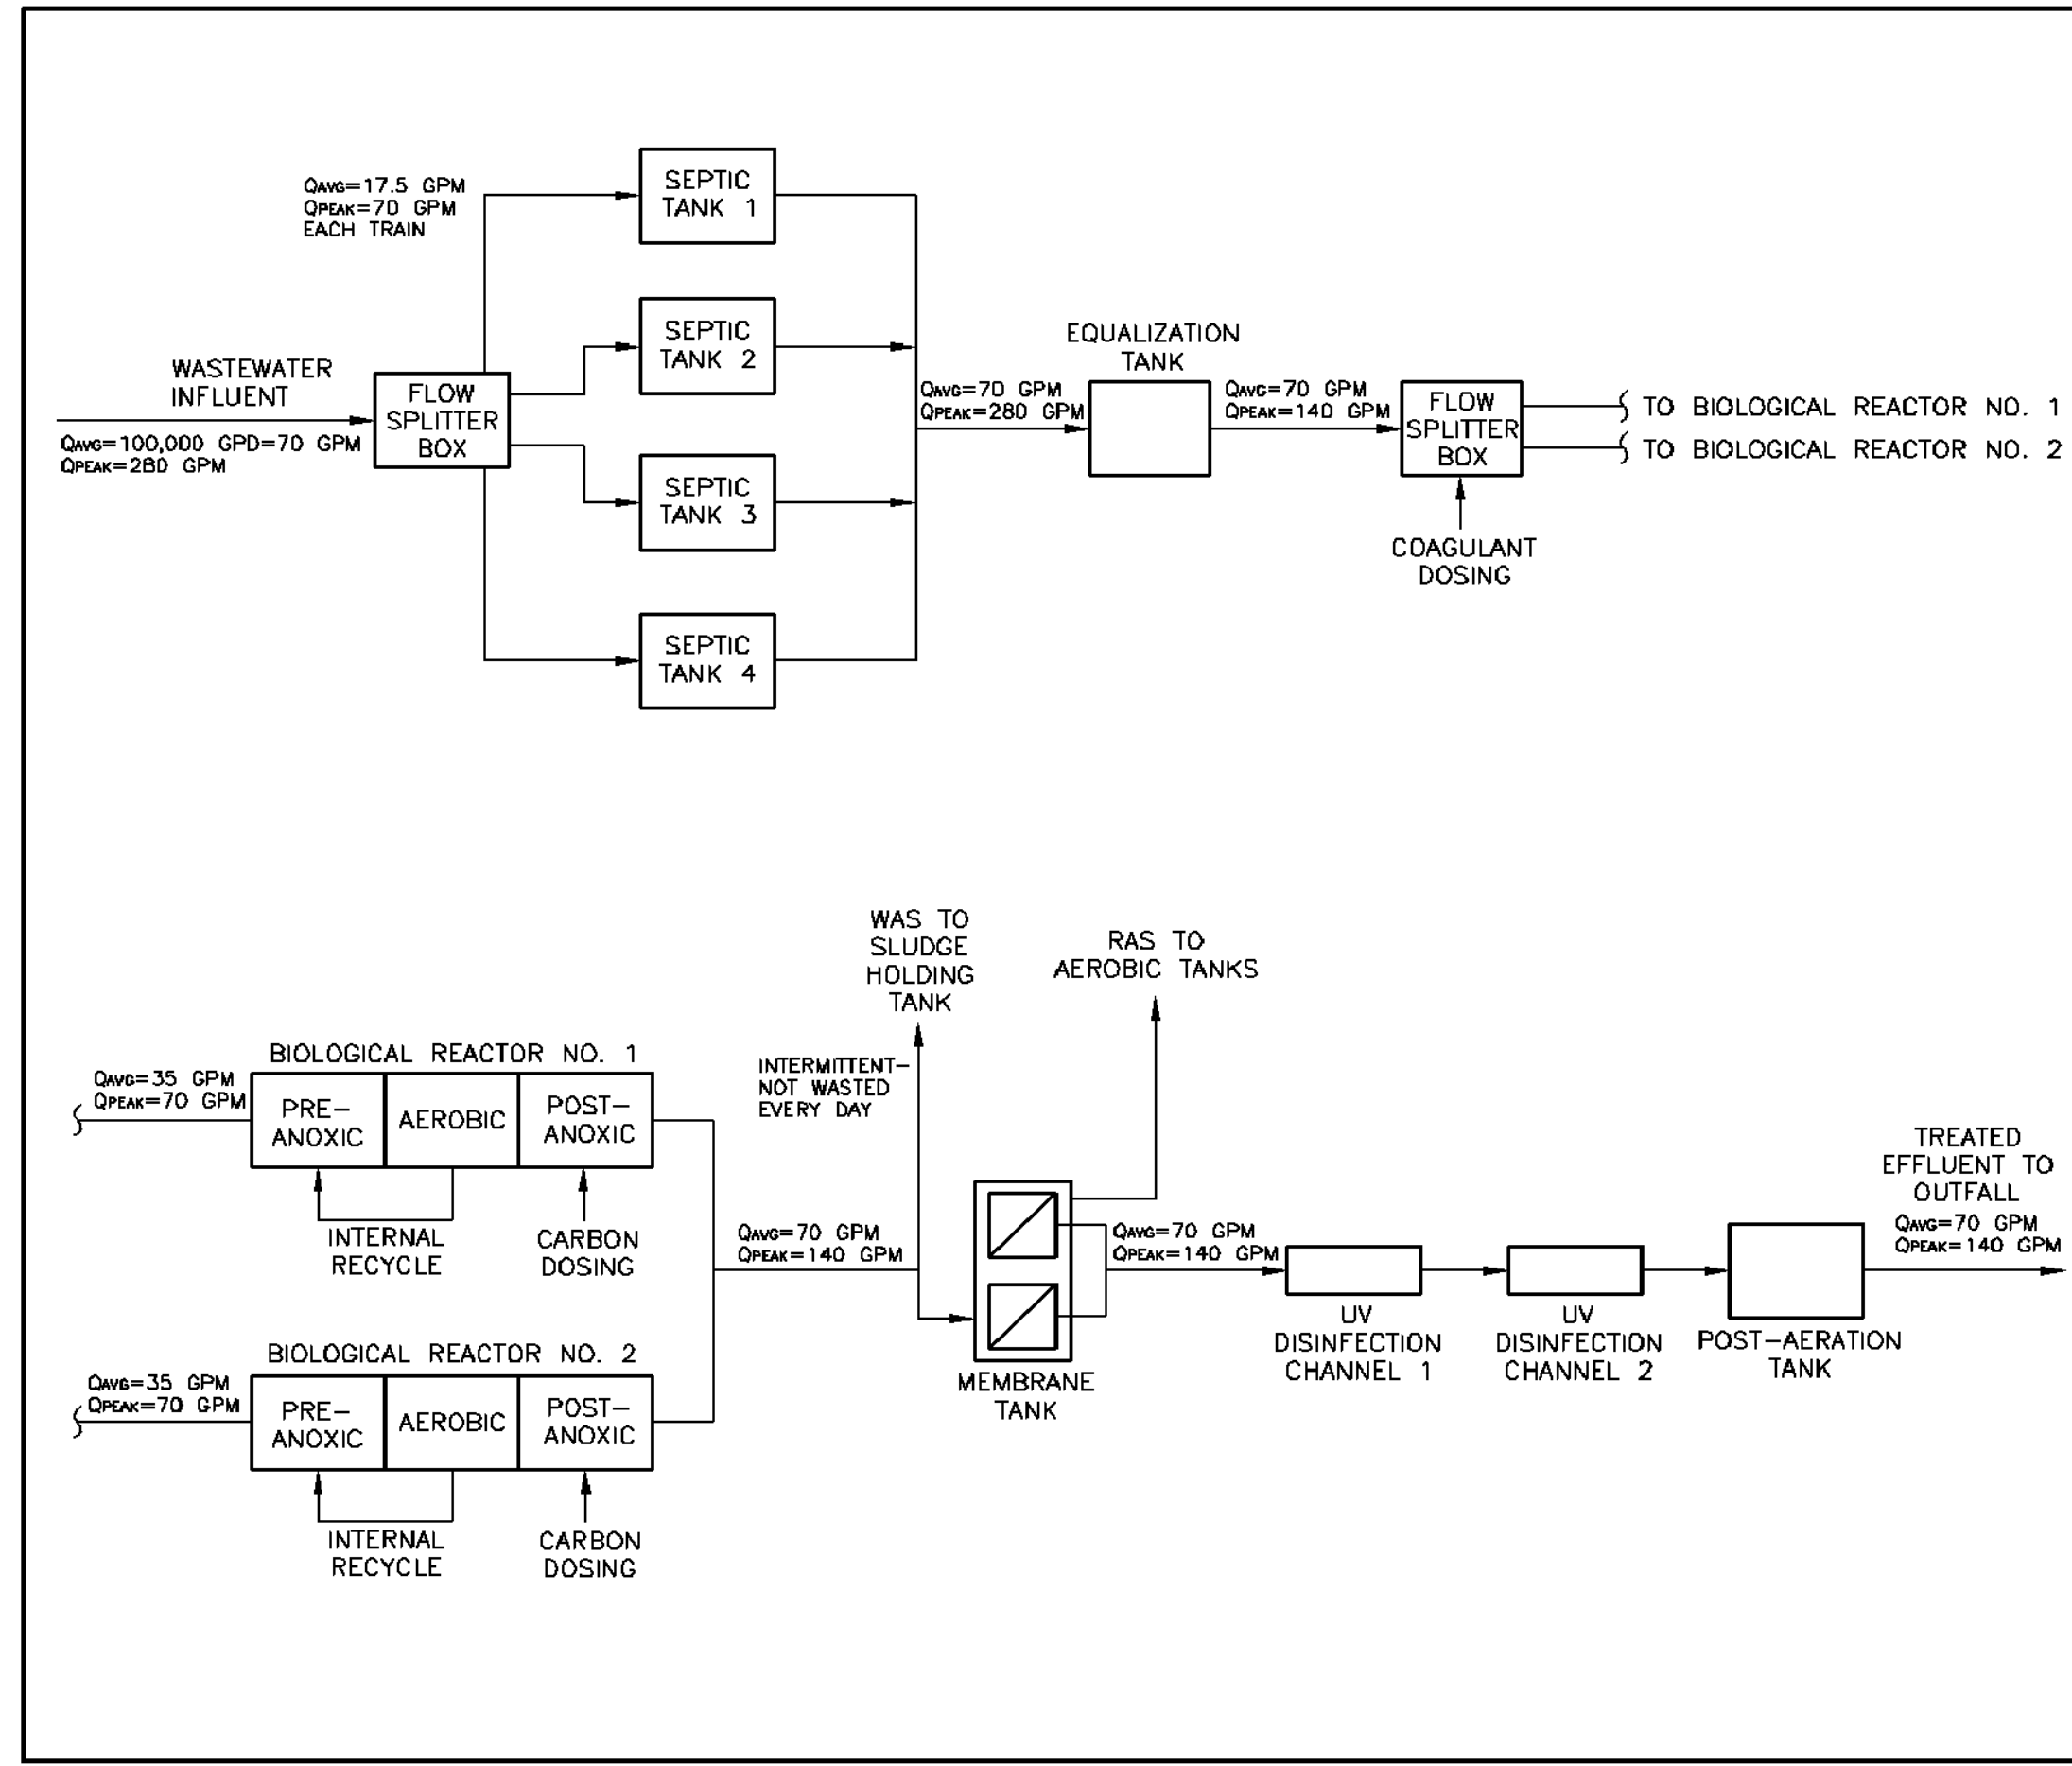 QAVG=17.5 GPM
QPEAK=70 GPM
EACH TRAIN
SEPTIC
TANK 1
SEPTIC
TANK 2
SEPTIC
TANK 3
SEPTIC
TANK 4
WASTEWATER
INFLUENT
QAVG=100,000 GPD=70 GPM
QPEAK=280 GPM
FLOW
SPLITTER
BOX
QAVG=70 GPM
QPEAK=280 GPM
EQUALIZATION
TANK
QAVG=70 GPM
QPEAK=140 GPM
FLOW
SPLITTER
BOX
COAGULANT
DOSING
TO BIOLOGICAL REACTOR NO. 1
TO BIOLOGICAL REACTOR NO. 2
BIOLOGICAL REACTOR NO. 1
QAVG=35 GPM
QPEAK=70 GPM
PRE-
ANOXIC
AEROBIC
POST-
ANOXIC
INTERNAL
RECYCLE
CARBON
DOSING
BIOLOGICAL REACTOR NO. 2
QAVG=35 GPM
QPEAK=70 GPM
PRE-
ANOXIC
AEROBIC
POST-
ANOXIC
INTERNAL
RECYCLE
CARBON
DOSING
QAVG=70 GPM
QPEAK=140 GPM
WAS TO
SLUDGE
HOLDING
TANK
INTERMITTENT-
NOT WASTED
EVERY DAY
RAS TO
AEROBIC TANKS
MEMBRANE
TANK
QAVG=70 GPM
QPEAK=140 GPM
UV
DISINFECTION
CHANNEL 1
UV
DISINFECTION
CHANNEL 2
POST-AERATION
TANK
TREATED
EFFLUENT TO
OUTFALL
QAVG=70 GPM
QPEAK=140 GPM